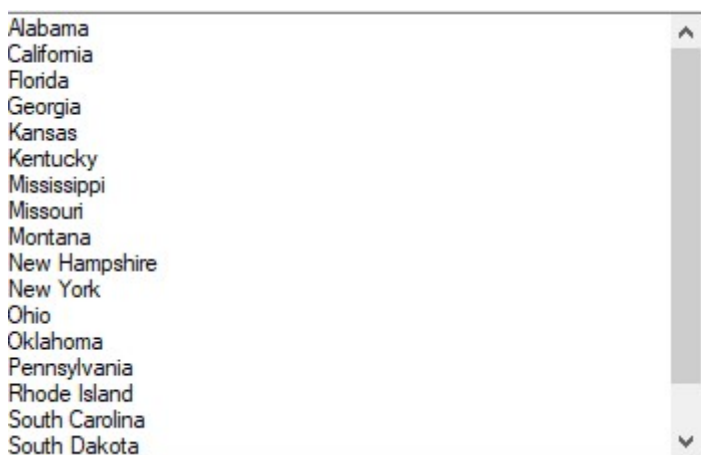 Alabama
California
Florida
Georgia
Kansas
Kentucky
Mississippi
Missouri
Montana
New Hampshire
New York
Ohio
Oklahoma
Pennsylvania
Rhode Island
South Carolina
South Dakota